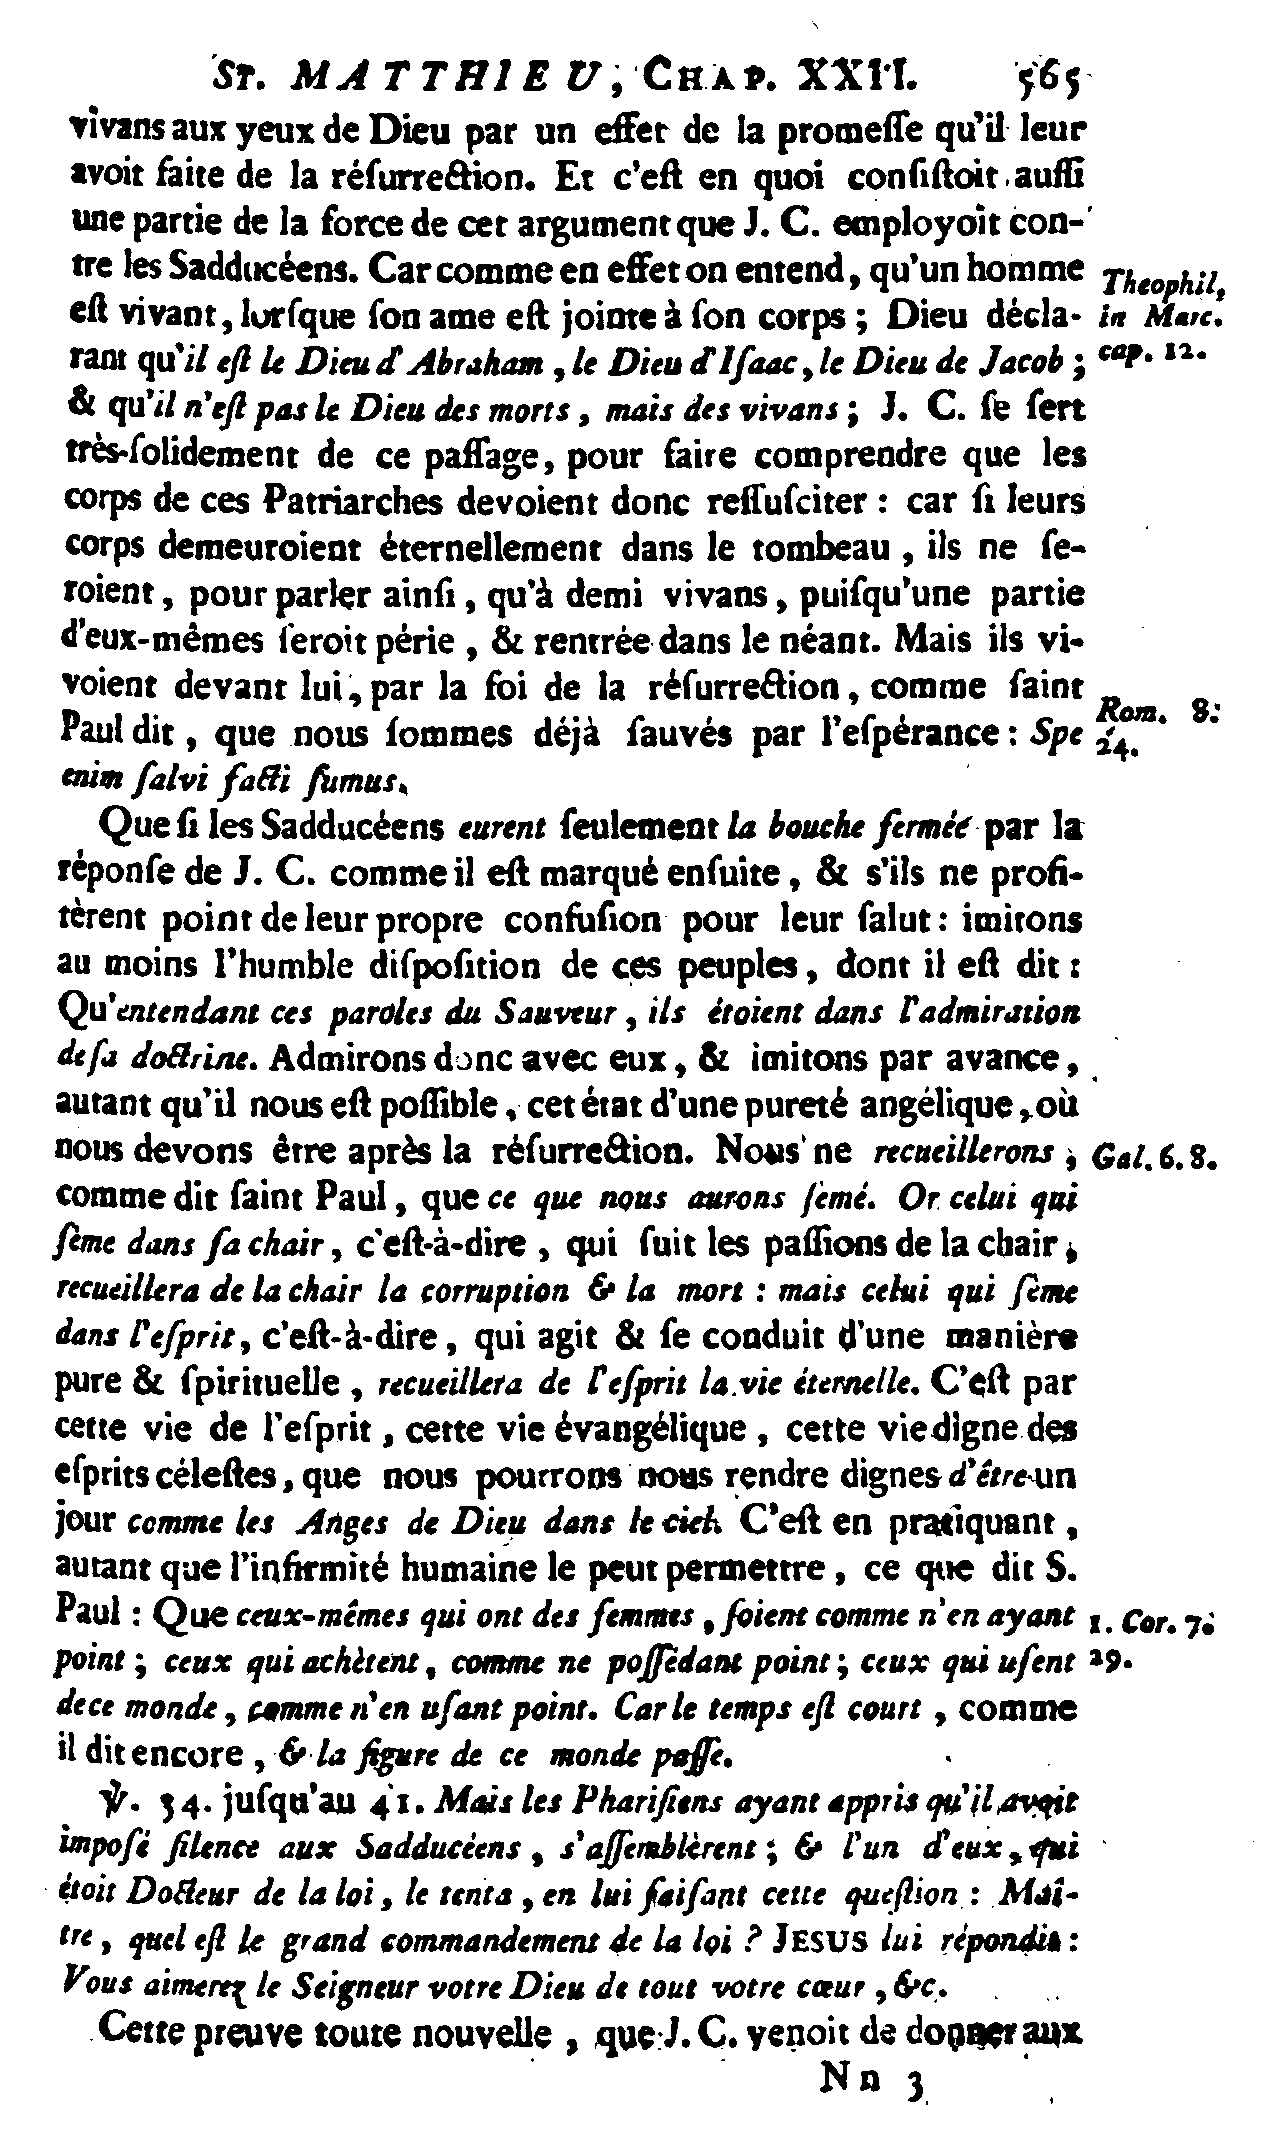 St. MATTHIEU, CHAP. XXII. 565
vivans aux yeux de Dieu par un effet de la promeſſe qu'il leur
avoit faite de la réſurrection. Et c'eſt en quoi conſiſtoit auſſi
une partie de la force de cet argument que J. C. employoit con-
tre les Sadducéens. Car comme en effet on entend, qu'un homme
eſt vivant, lorſque ſon ame eſt jointe à ſon corps ; Dieu décla-
rant qu'il eſt le Dieu d'Abraham, le Dieu d'Iſaac, le Dieu de Jacob ;
& qu'il n'eſt pas le Dieu des morts, mais des vivans ; J. C. ſe ſert
très-ſolidement de ce paſſage, pour faire comprendre que les
corps de ces Patriarches devoient donc reſſuſciter : car ſi leurs
corps demeuroient éternellement dans le tombeau, ils ne ſe-
roient, pour parler ainſi, qu'à demi vivans, puiſqu'une partie
d'eux-mêmes ſeroit périe, & rentrée dans le néant. Mais ils vi-
voient devant lui, par la foi de la réſurrection, comme ſaint
Paul dit, que nous ſommes déjà ſauvés par l'eſpérance : Spe
enim ſalvi facti ſumus.
Theophil.
in Marc.
cap. 12.
Rom. 8.
24.
Que ſi les Sadducéens eurent ſeulement la bouche fermée par la
réponſe de J. C. comme il eſt marqué enſuite, & s'ils ne profi-
tèrent point de leur propre confuſion pour leur ſalut : imitons
au moins l'humble diſpoſition de ces peuples, dont il eſt dit :
Qu'entendant ces paroles du Sauveur, ils étoient dans l'admiration
de ſa doctrine. Admirons donc avec eux, & imitons par avance,
autant qu'il nous eſt poſſible, cet état d'une pureté angélique, où
nous devons être après la réſurrection. Nous ne recueillerons,
comme dit ſaint Paul, que ce que nous aurons ſemé. Or celui qui
ſème dans ſa chair, c'eſt-à-dire, qui ſuit les paſſions de la chair,
recueillera de la chair la corruption & la mort : mais celui qui ſème
dans l'eſprit, c'eſt-à-dire, qui agit & ſe conduit d'une manière
pure & ſpirituelle, recueillera de l'eſprit la vie éternelle. C'eſt par
cette vie de l'eſprit, cette vie évangélique, cette vie digne des
eſprits céleſtes, que nous pourrons nous rendre dignes d'être un
jour comme les Anges de Dieu dans le ciel. C'eſt en pratiquant,
autant que l'infirmité humaine le peut permettre, ce que dit S.
Paul : Que ceux-mêmes qui ont des femmes, ſoient comme n'en ayant
point ; ceux qui achètent, comme ne poſſédant point ; ceux qui uſent
de ce monde, comme n'en uſant point. Car le temps eſt court, comme
il dit encore, & la figure de ce monde paſſe.
Gal. 6. 8.
1. Cor. 7.
29.
℣. 34. juſqu'au 41. Mais les Phariſiens ayant appris qu'il avoit
impoſé ſilence aux Sadducéens, s'aſſemblèrent ; & l'un d'eux, qui
étoit Docteur de la loi, le tenta, en lui faiſant cette queſtion : Maî-
tre, quel eſt le grand commandement de la loi ? JESUS lui répondit :
Vous aimerez le Seigneur votre Dieu de tout votre cœur, &c.
Cette preuve toute nouvelle, que J. C. venoit de donner aux
Nn 3